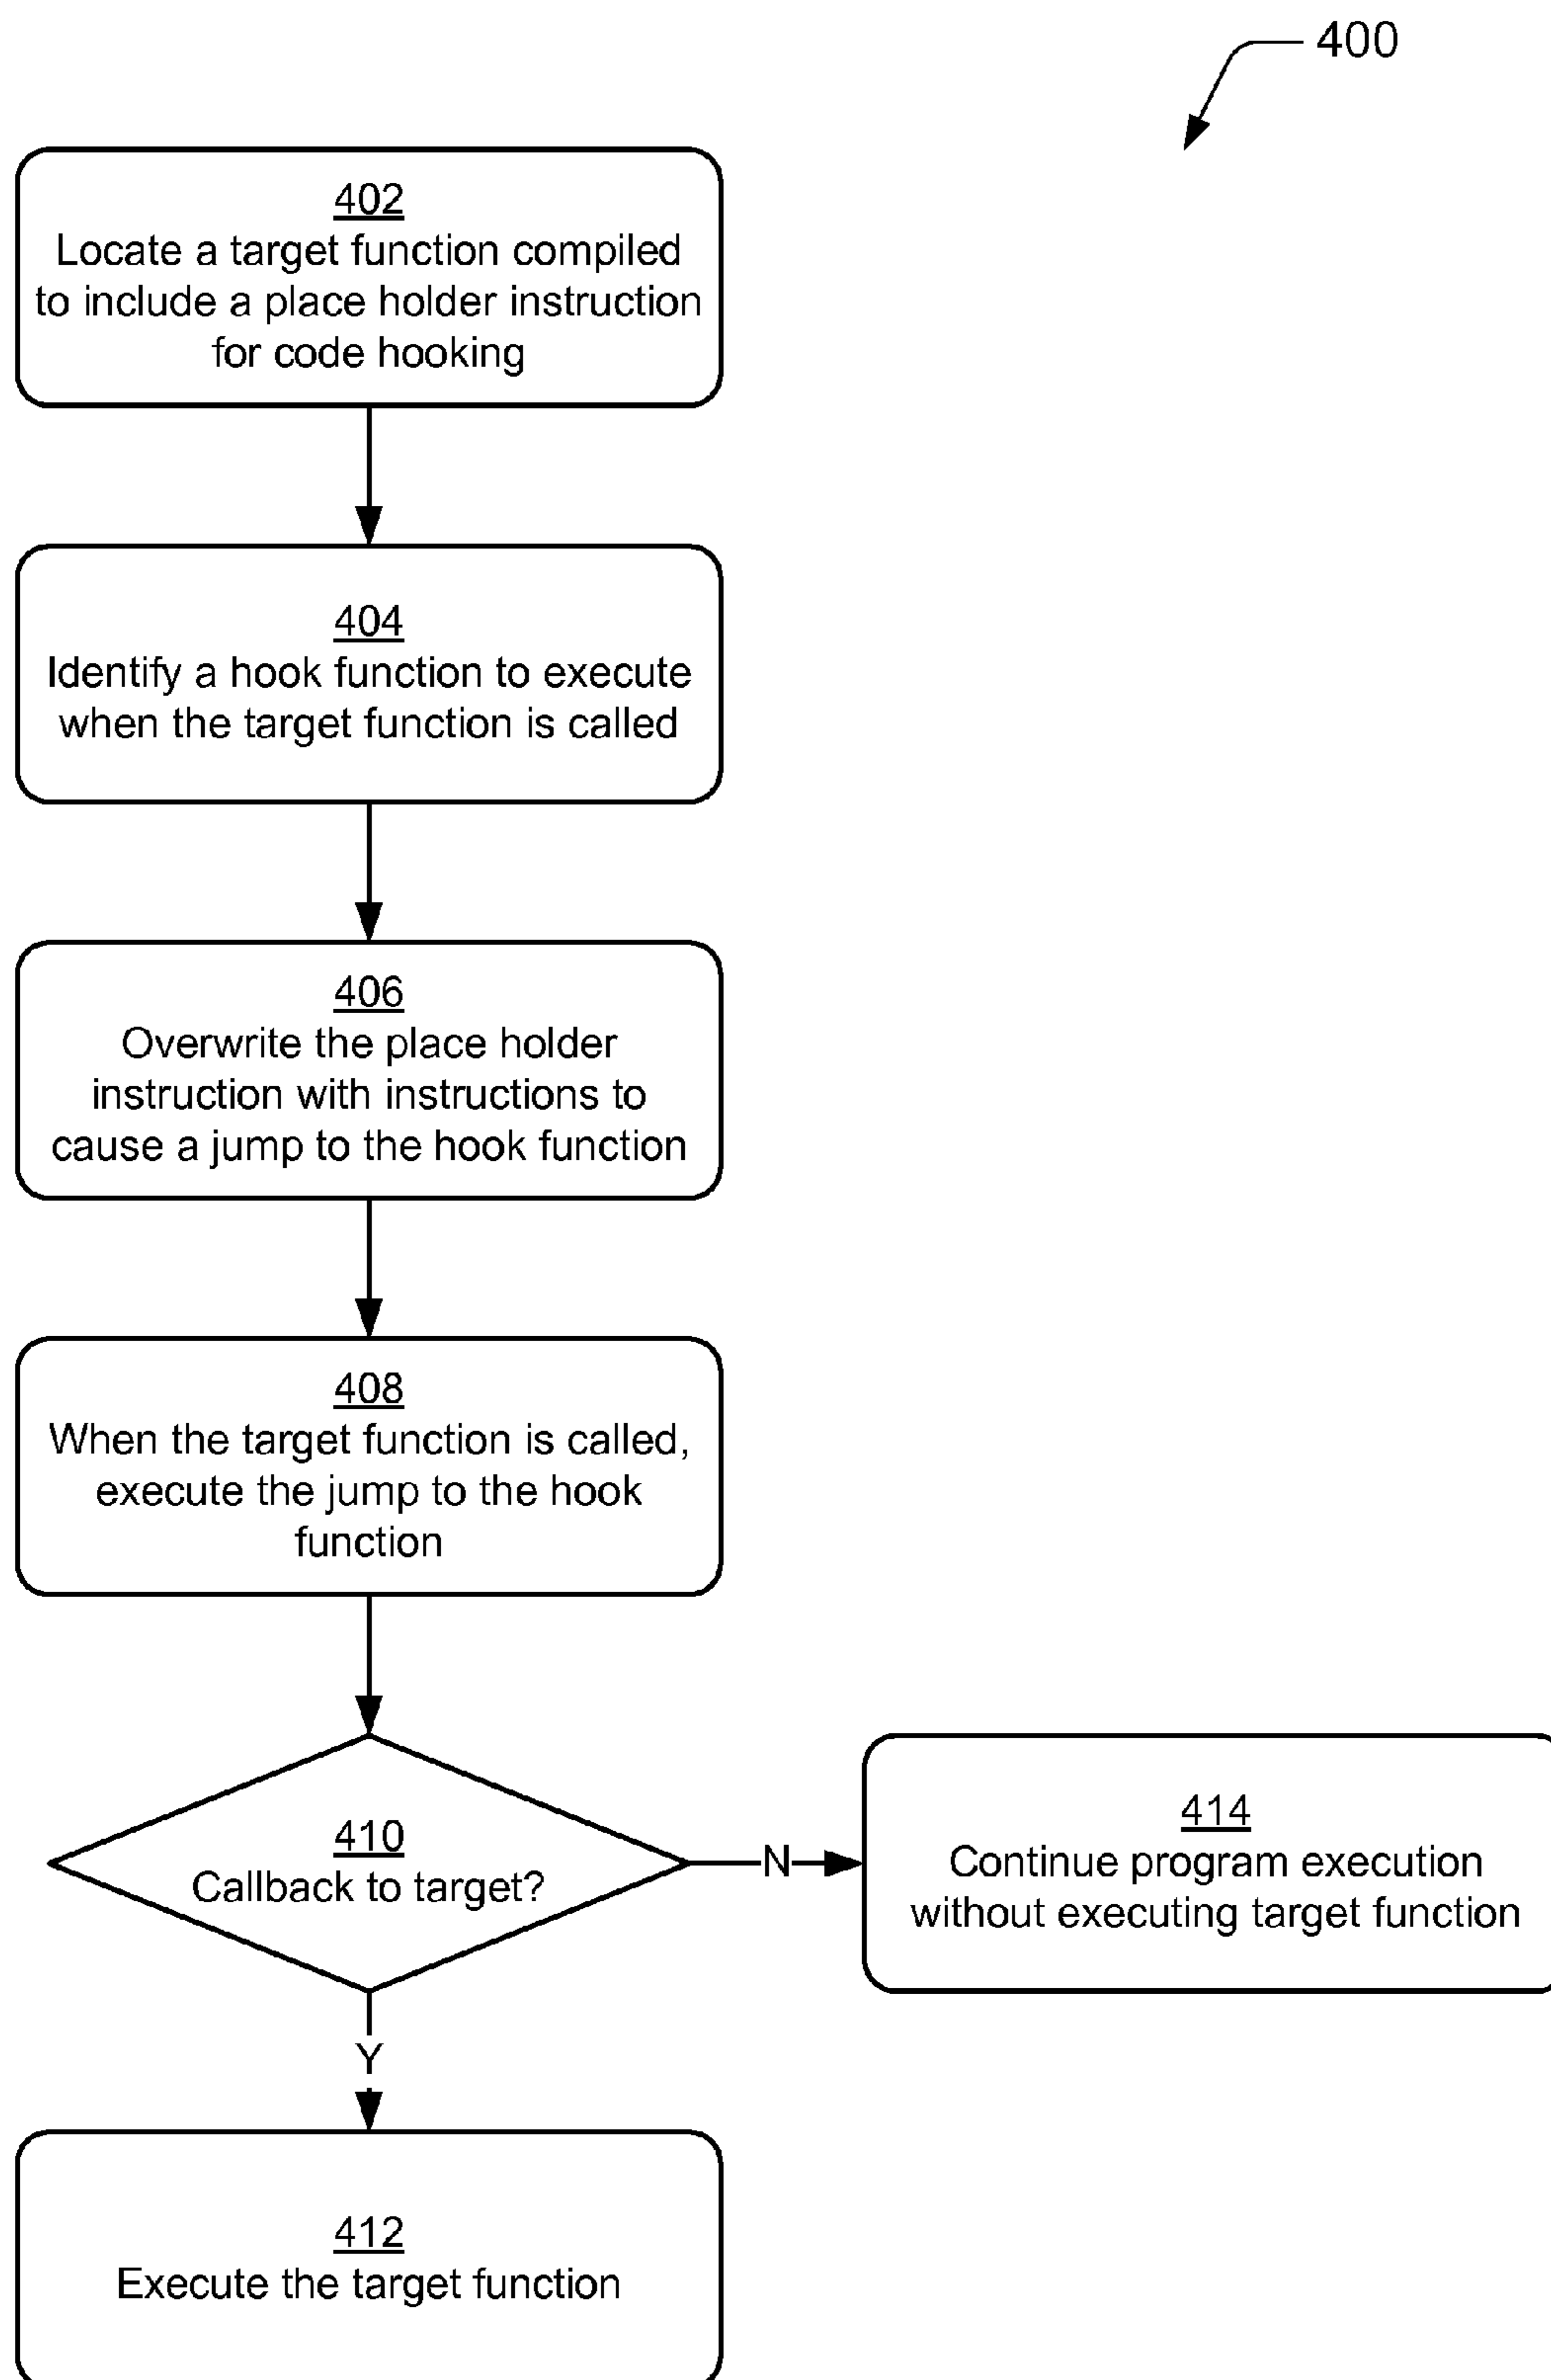 400
402
Locate a target function compiled
to include a place holder instruction
for code hooking
404
Identify a hook function to execute
when the target function is called
406
Overwrite the place holder
instruction with instructions to
cause a jump to the hook function
408
When the target function is called,
execute the jump to the hook
function
410
Callback to target?
N
414
Continue program execution
without executing target function
Y
412
Execute the target function